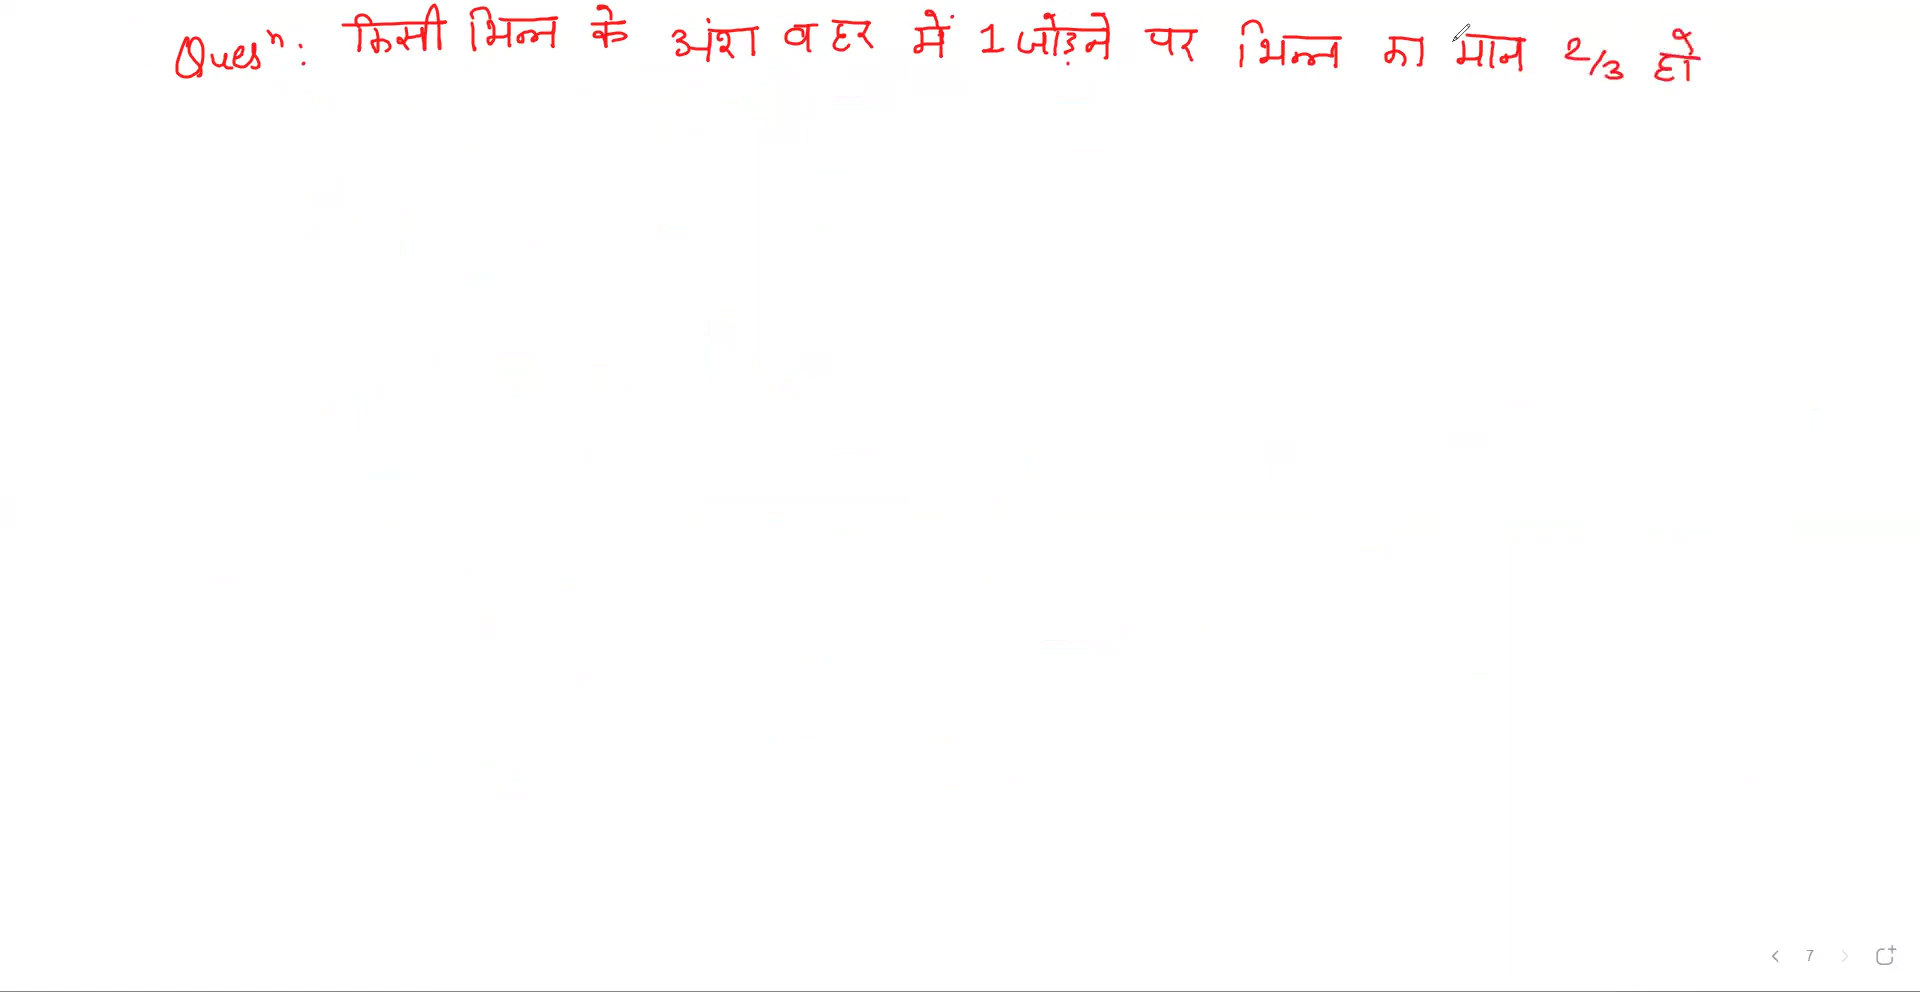 Quesⁿ: किसी भिन्न के अंश व हर में 1 जोड़ने पर भिन्न का मान 2/3 हो
7